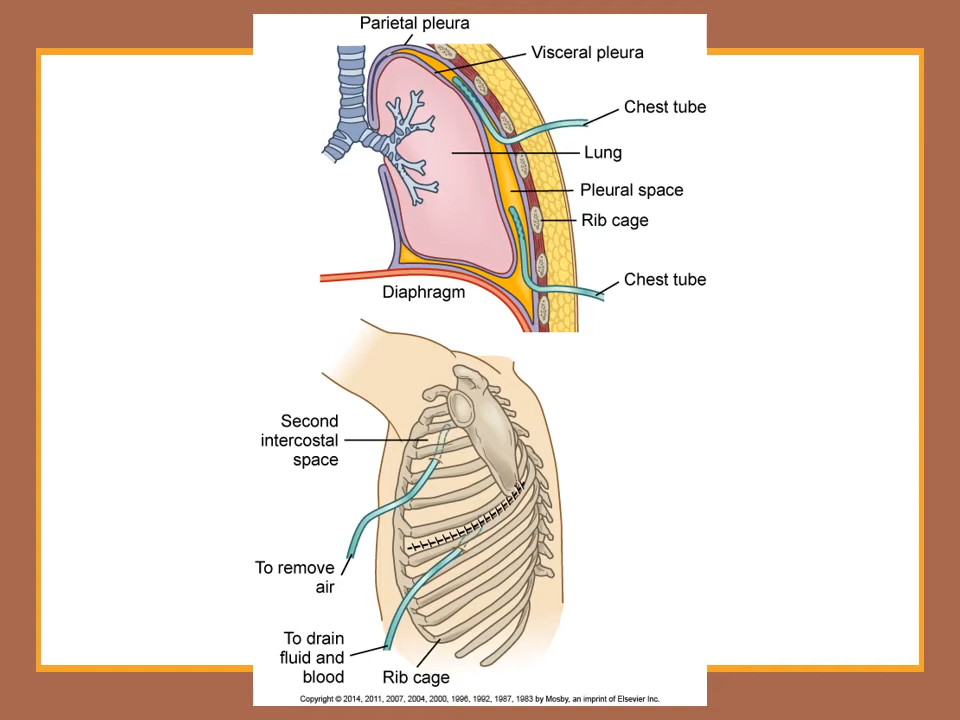 Parietal pleura
Visceral pleura
Chest tube
Lung
Pleural space
Rib cage
Chest tube
Diaphragm
Second
intercostal
space
To remove
air
To drain
fluid and
blood
Rib cage
Copyright © 2014, 2011, 2007, 2004, 2000, 1996, 1992, 1987, 1983 by Mosby, an imprint of Elsevier Inc.